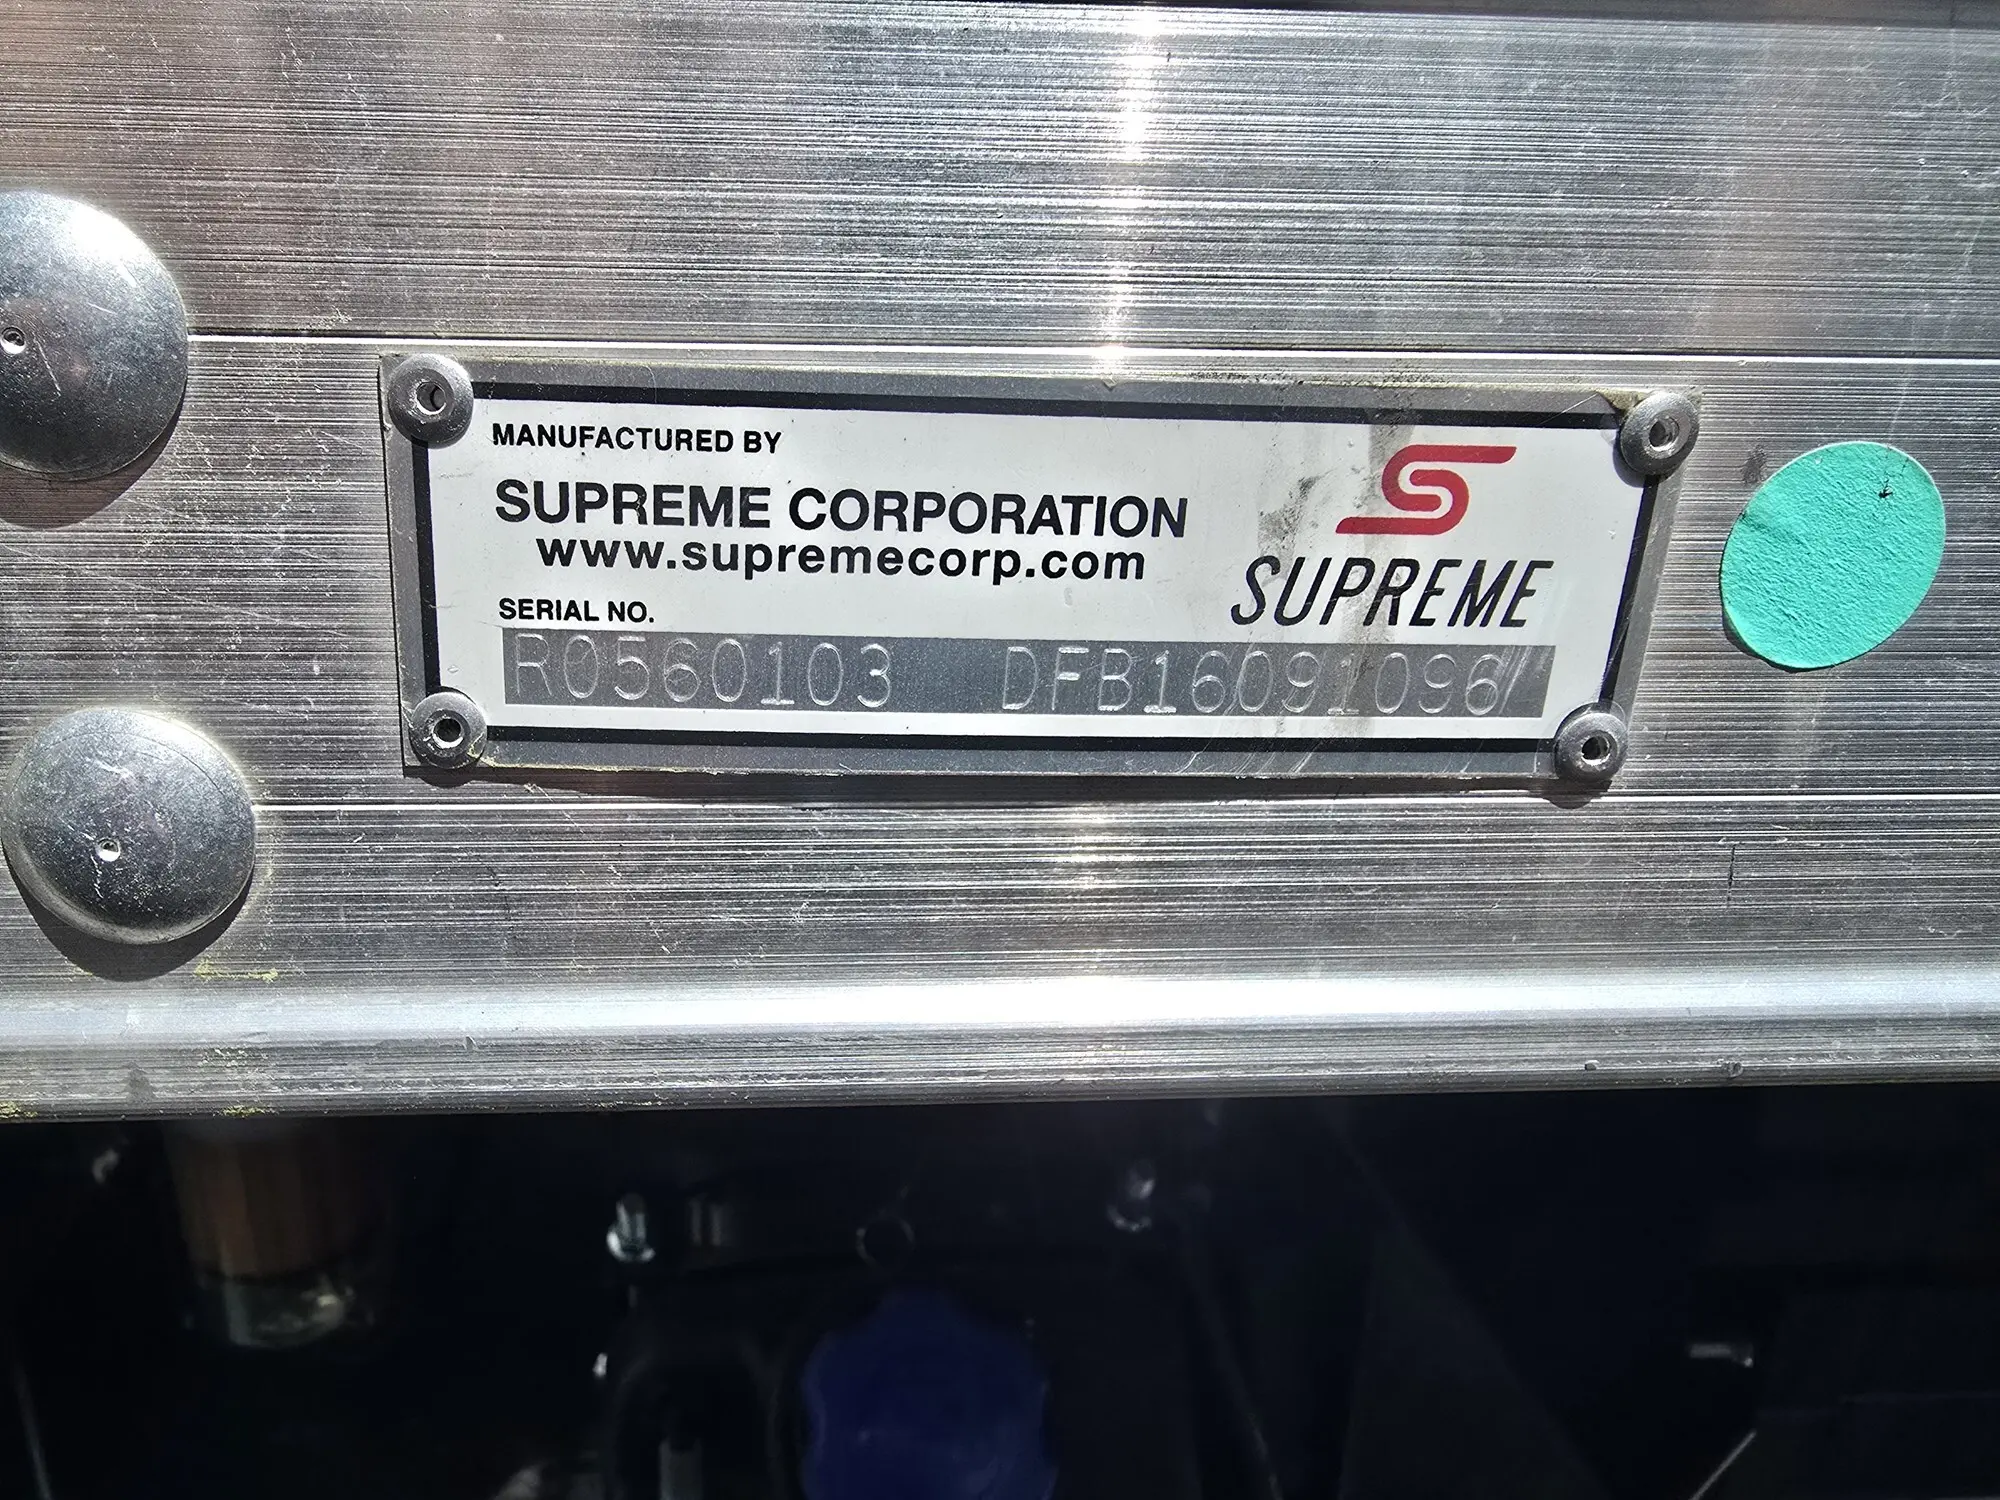 MANUFACTURED BY
SUPREME CORPORATION
www.supremecorp.com
SUPREME
SERIAL NO.
R0560103 DFB16091096